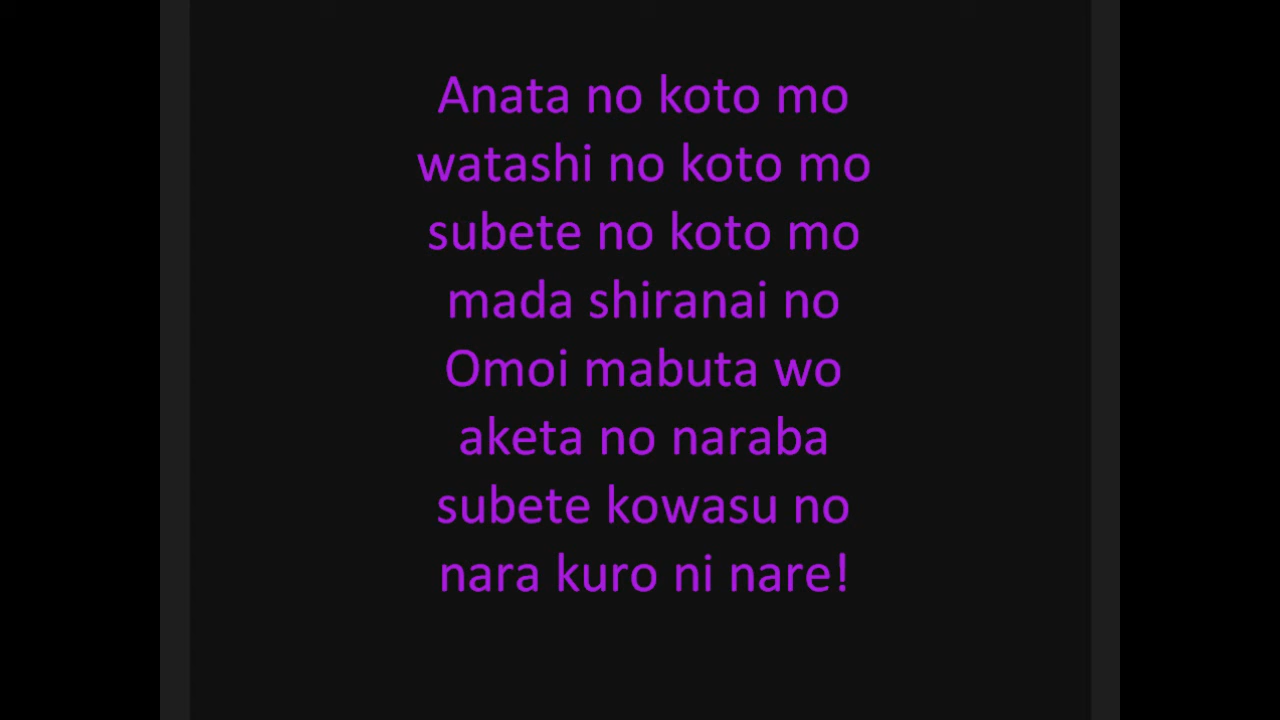 Anata no koto mo
watashi no koto mo
subete no koto mo
mada shiranai no
Omoi mabuta wo
aketa no naraba
subete kowasu no
nara kuro ni nare!